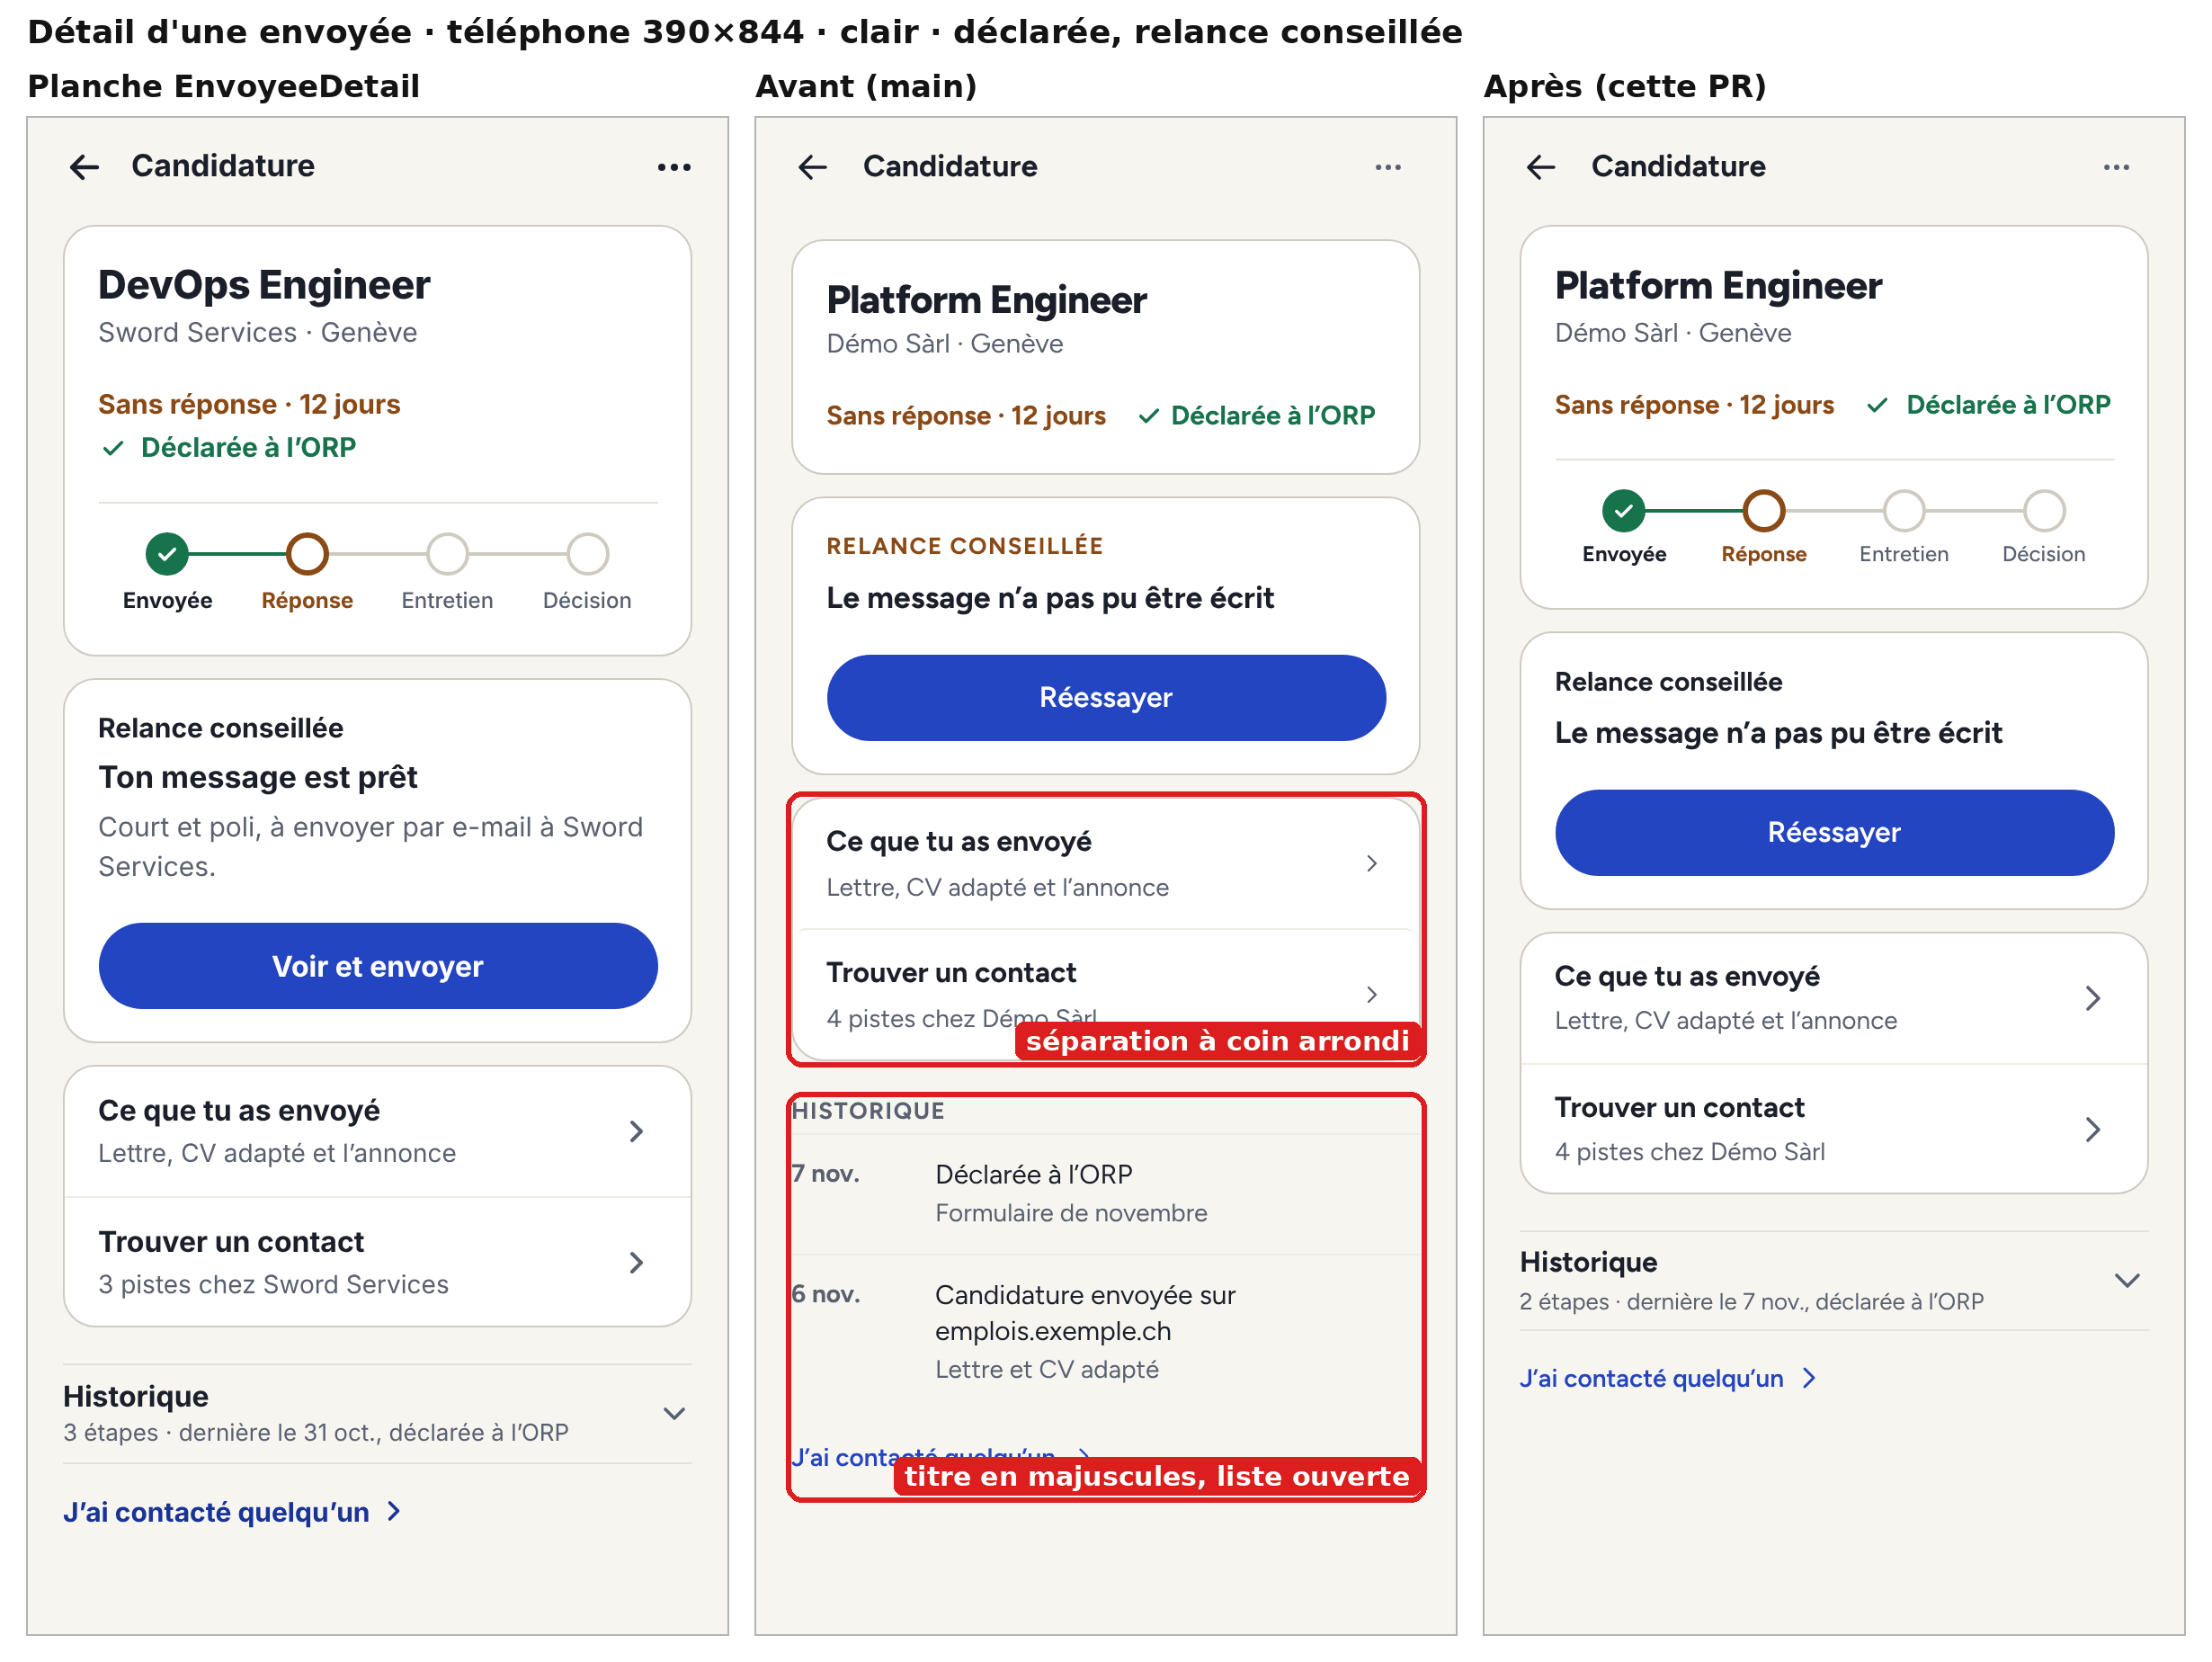 Détail d'une envoyée · téléphone 390×844 · clair · déclarée, relance conseillée
Planche EnvoyeeDetail
Candidature
DevOps Engineer
Sword Services · Genève
Sans réponse · 12 jours
Déclarée à l’ORP
Envoyée Réponse Entretien Décision
Relance conseillée
Ton message est prêt
Court et poli, à envoyer par e-mail à Sword
Services.
Voir et envoyer
Ce que tu as envoyé
Lettre, CV adapté et l’annonce
Trouver un contact
3 pistes chez Sword Services
Historique
3 étapes · dernière le 31 oct., déclarée à l’ORP
J’ai contacté quelqu’un
Avant (main)
Candidature
Platform Engineer
Démo Sàrl · Genève
Sans réponse · 12 jours Déclarée à l’ORP
RELANCE CONSEILLÉE
Le message n’a pas pu être écrit
Réessayer
Ce que tu as envoyé
Lettre, CV adapté et l’annonce
Trouver un contact
4 pistes chez Démo Sàrl
séparation à coin arrondi
HISTORIQUE
7 nov. Déclarée à l’ORP
Formulaire de novembre
6 nov. Candidature envoyée sur
emplois.exemple.ch
Lettre et CV adapté
J’ai contacté quelqu’un
titre en majuscules, liste ouverte
Après (cette PR)
Candidature
Platform Engineer
Démo Sàrl · Genève
Sans réponse · 12 jours Déclarée à l’ORP
Envoyée Réponse Entretien Décision
Relance conseillée
Le message n’a pas pu être écrit
Réessayer
Ce que tu as envoyé
Lettre, CV adapté et l’annonce
Trouver un contact
4 pistes chez Démo Sàrl
Historique
2 étapes · dernière le 7 nov., déclarée à l’ORP
J’ai contacté quelqu’un